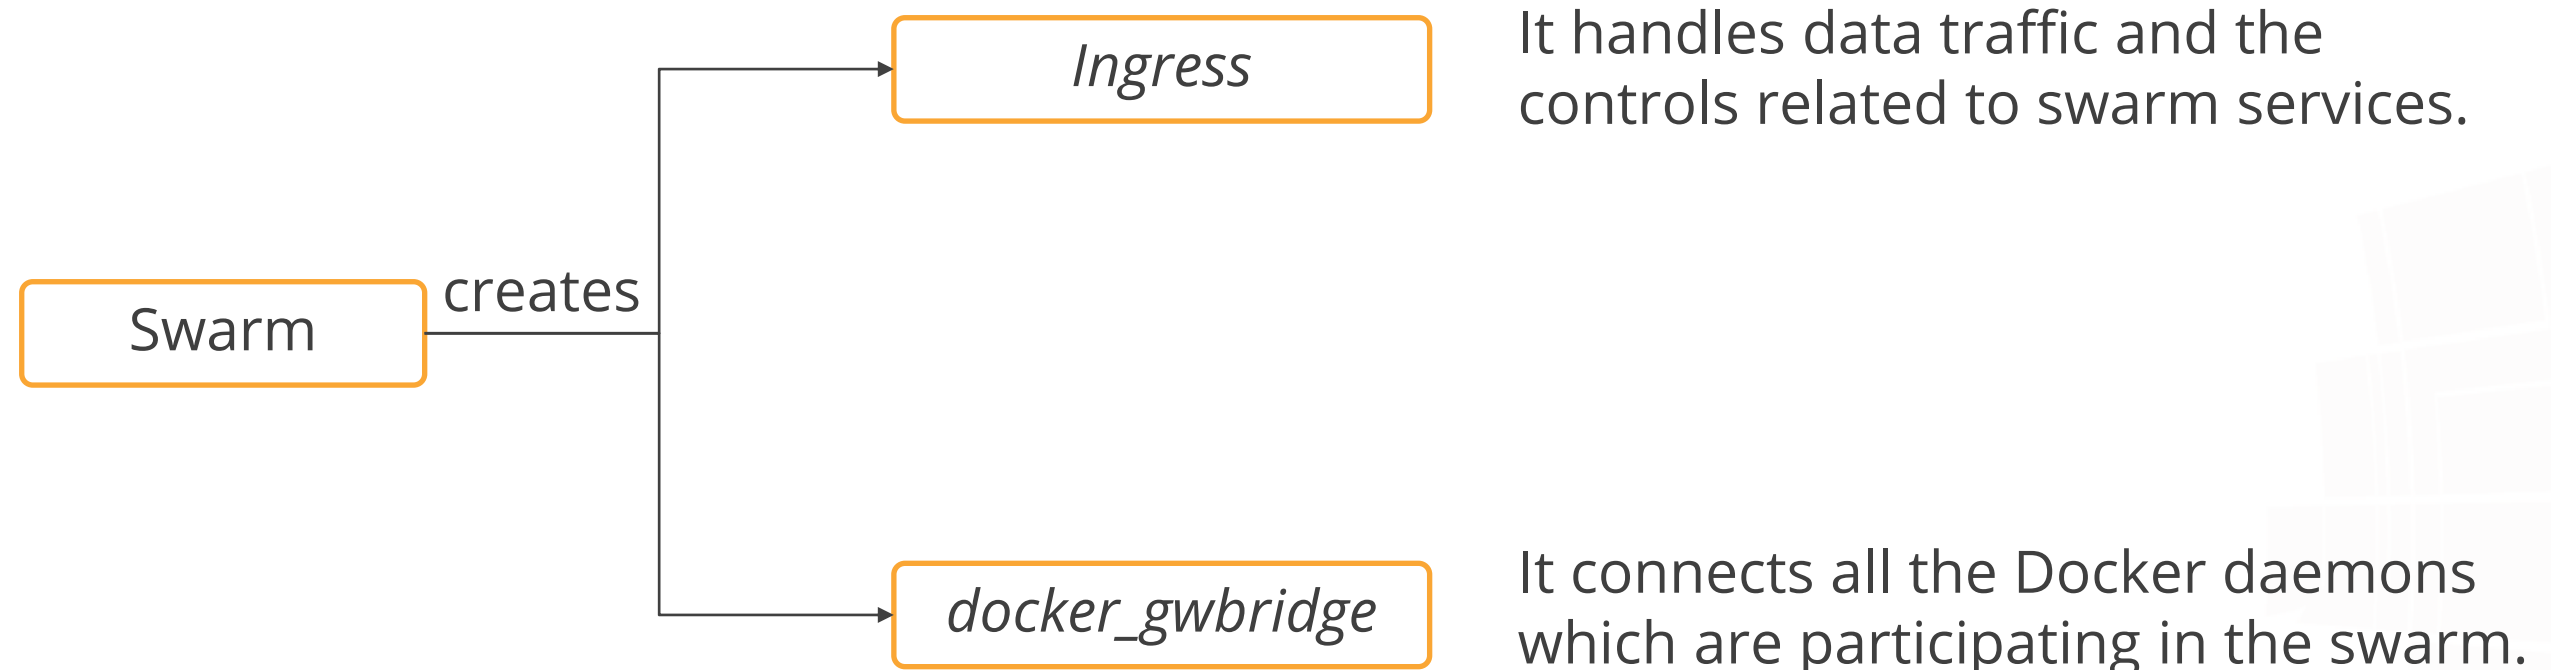 Ingress
It handles data traffic and the
controls related to swarm services.
creates
Swarm
docker_gwbridge
It connects all the Docker daemons
which are participating in the swarm.